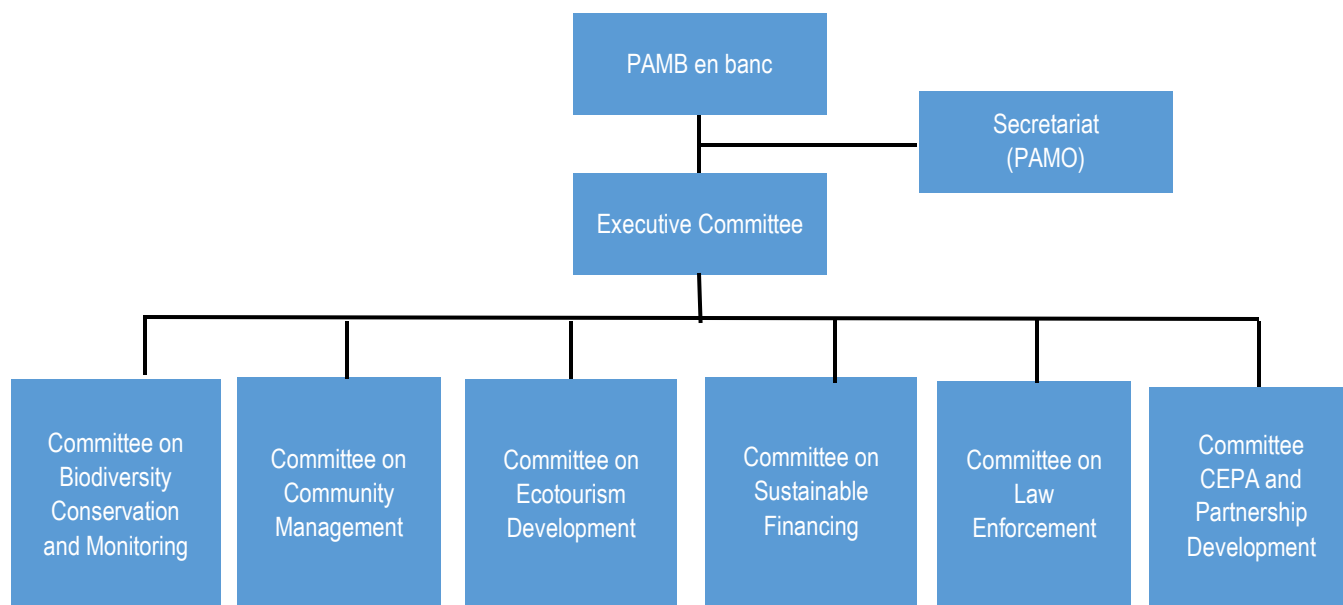 PAMB en banc
Secretariat
(PAMO)
Executive Committee
Committee on
Biodiversity
Conservation
and Monitoring
Committee on
Community
Management
Committee on
Ecotourism
Development
Committee on
Sustainable
Financing
Committee on
Law
Enforcement
Committee
CEPA and
Partnership
Development